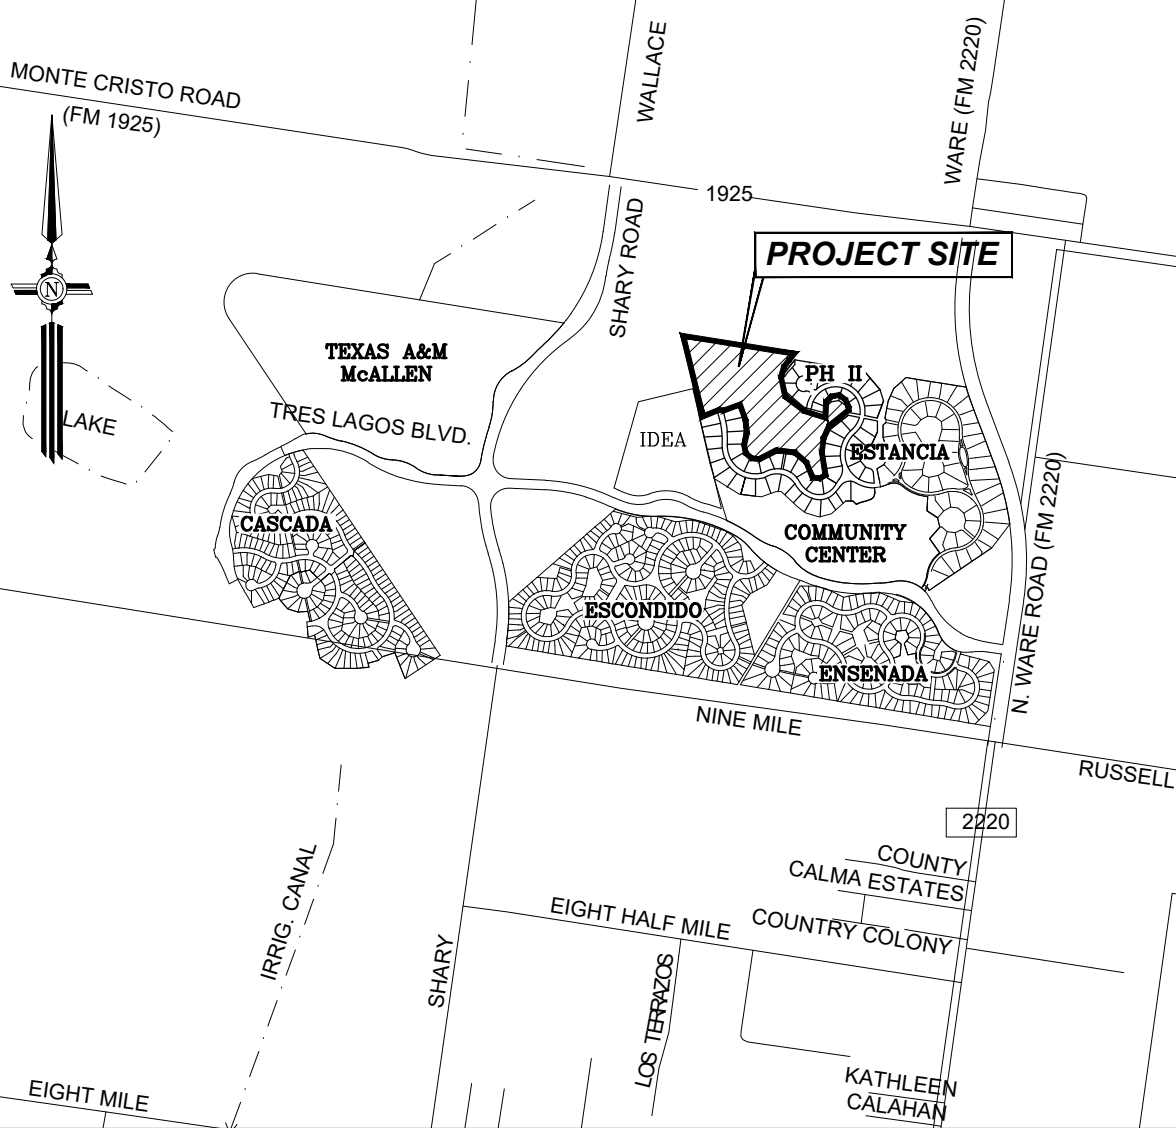 MONTE CRISTO ROAD
(FM 1925)
WALLACE
WARE (FM 2220)
1925
SHARY ROAD
PROJECT SITE
N
TEXAS A&M
McALLEN
PH II
LAKE
TRES LAGOS BLVD.
IDEA
ESTANCIA
CASCADA
COMMUNITY
CENTER
N. WARE ROAD (FM 2220)
ESCONDIDO
ENSENADA
NINE MILE
RUSSELL
2220
IRRIG. CANAL
COUNTY
CALMA ESTATES
EIGHT HALF MILE
COUNTRY COLONY
SHARY
LOS TERRAZOS
KATHLEEN
CALAHAN
EIGHT MILE